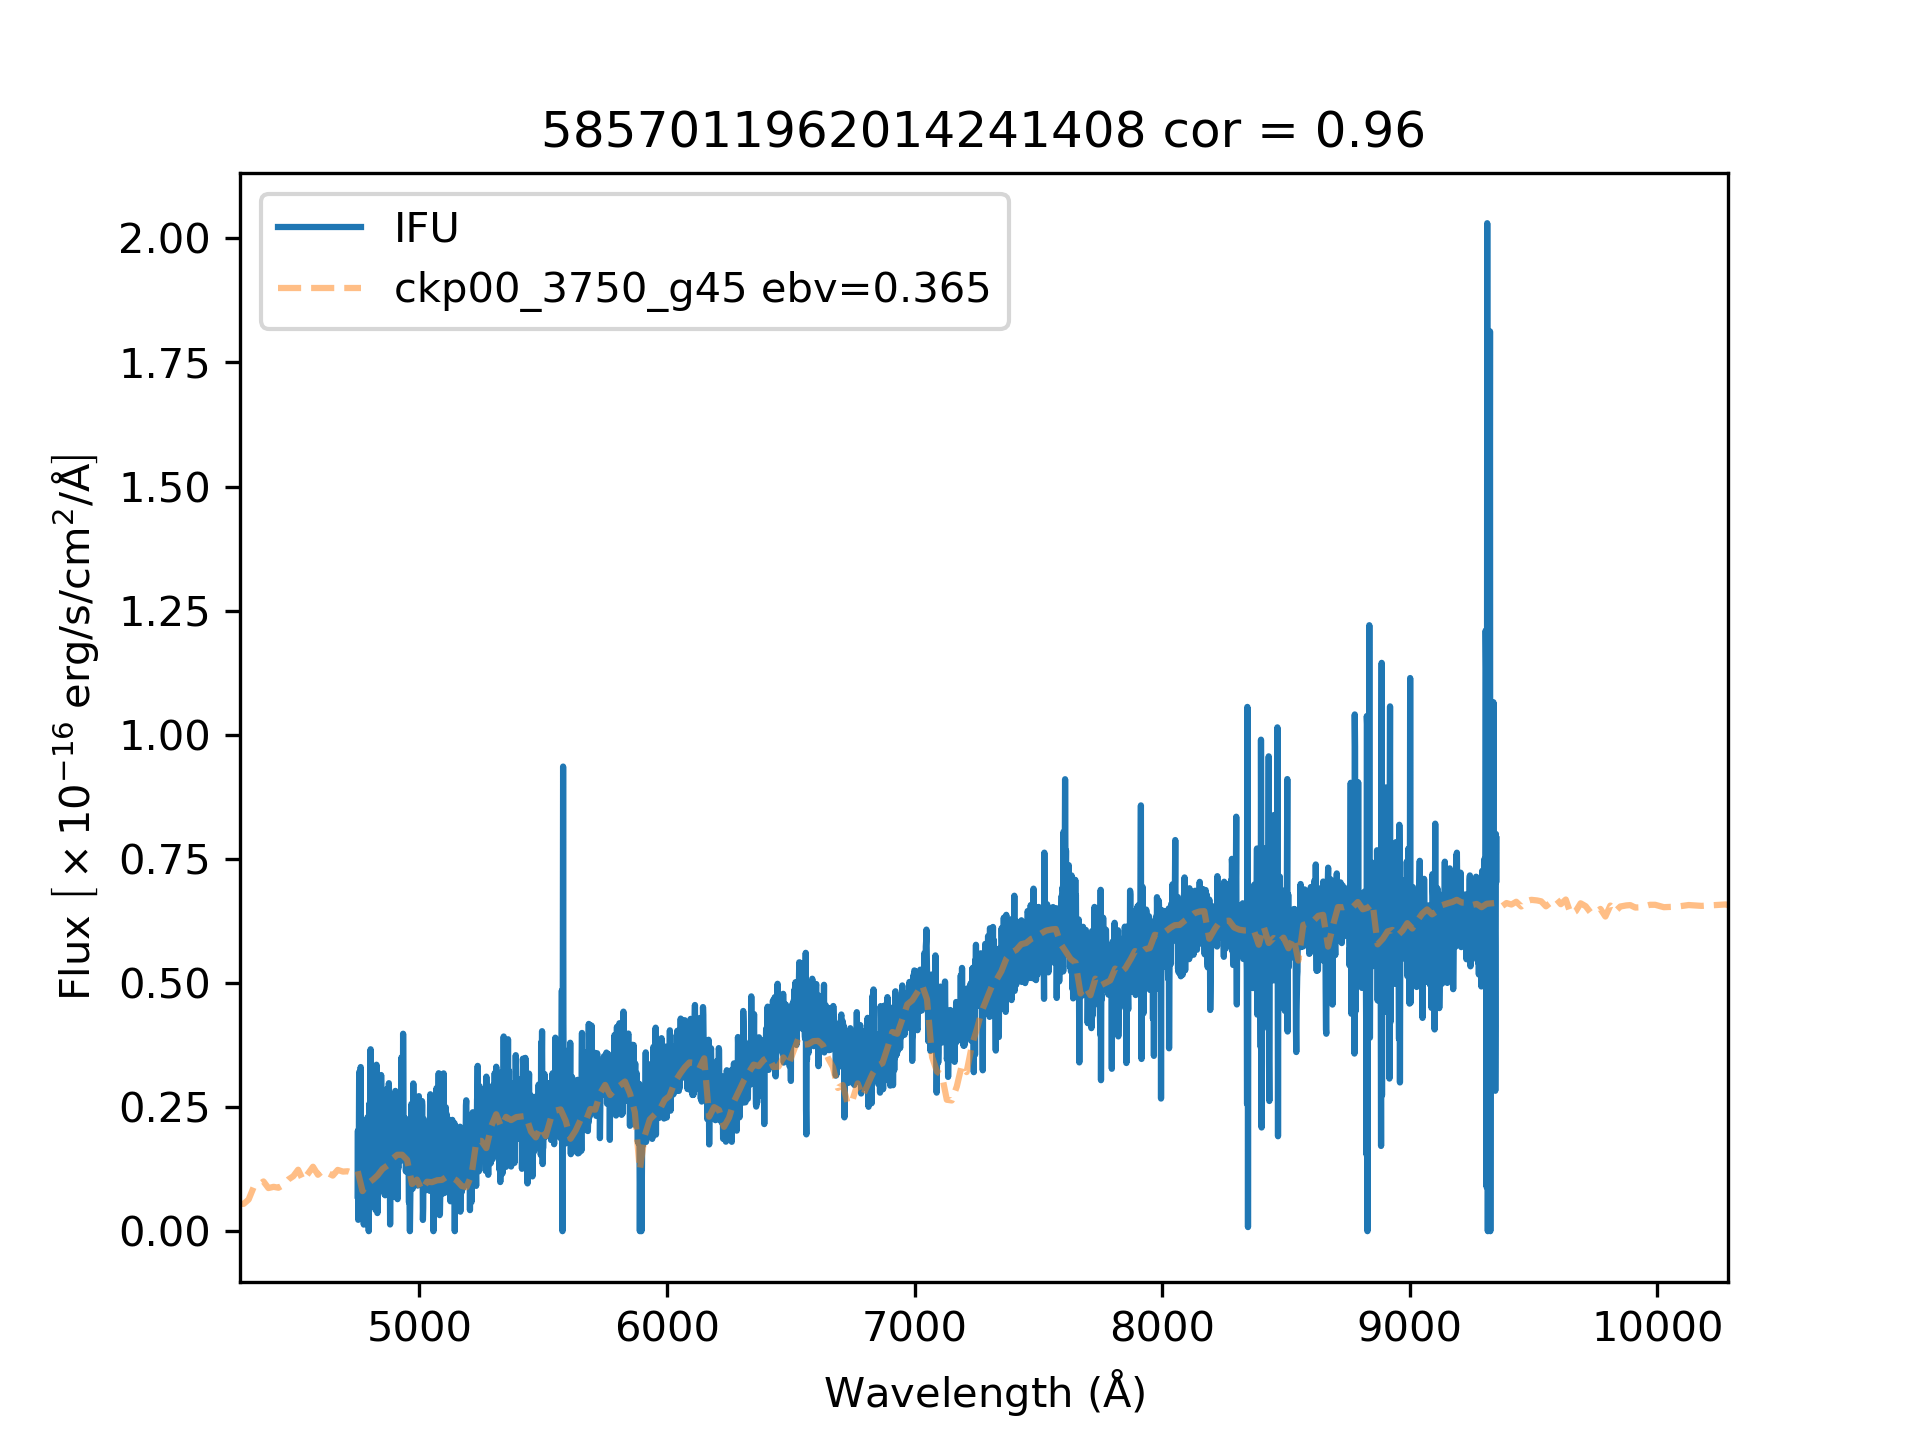 5857011962014241408 cor = 0.96
IFU
ckp00_3750_g45 ebv=0.365
Flux [ × 10⁻¹⁶ erg/s/cm²/Å]
2.00
1.75
1.50
1.25
1.00
0.75
0.50
0.25
0.00
5000 6000 7000 8000 9000 10000
Wavelength (Å)